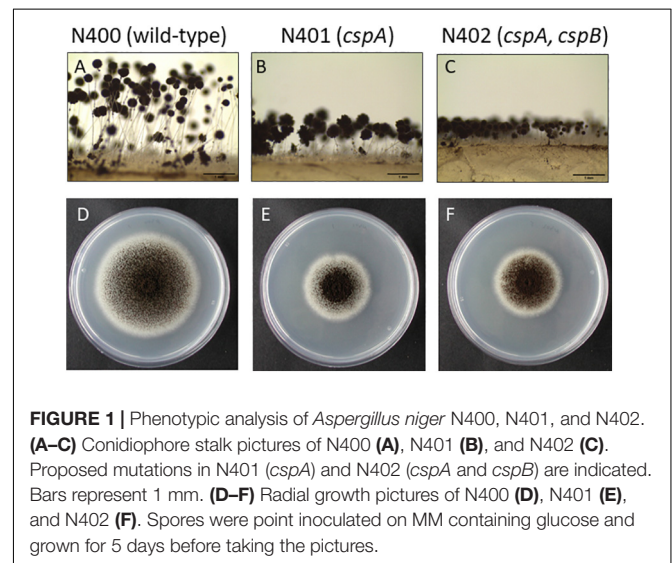 N400 (wild-type) N401 (cspA) N402 (cspA, cspB)
A B C
D E F
FIGURE 1 | Phenotypic analysis of Aspergillus niger N400, N401, and N402.
(A–C) Conidiophore stalk pictures of N400 (A), N401 (B), and N402 (C).
Proposed mutations in N401 (cspA) and N402 (cspA and cspB) are indicated.
Bars represent 1 mm. (D–F) Radial growth pictures of N400 (D), N401 (E),
and N402 (F). Spores were point inoculated on MM containing glucose and
grown for 5 days before taking the pictures.